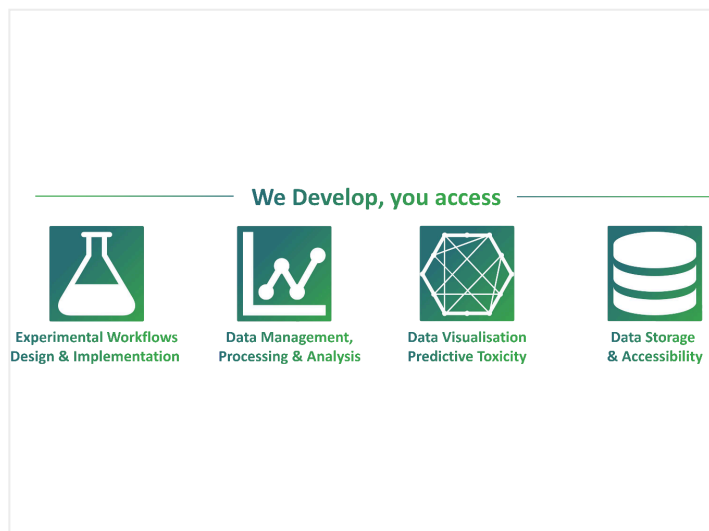 We Develop, you access
Experimental Workflows
Design & Implementation
Data Management,
Processing & Analysis
Data Visualisation
Predictive Toxicity
Data Storage
& Accessibility